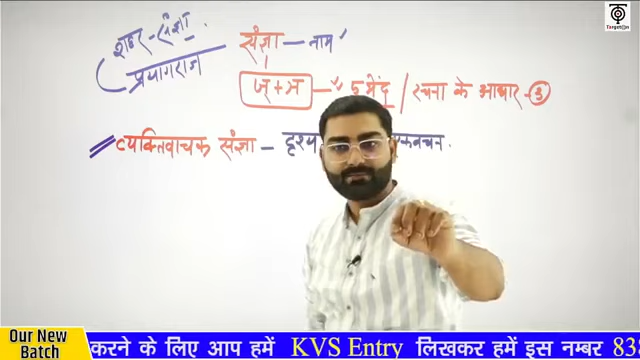 शहर - संज्ञा.
प्रयागराज
संज्ञा — नाम
ज् + ञ — 5 भेद / रचना के आधार - 3
व्यक्तिवाचक संज्ञा — दृश्य एकवचन.
TargetOn
Our New
Batch
करने के लिए आप हमें KVS Entry लिखकर हमें इस नम्बर 83